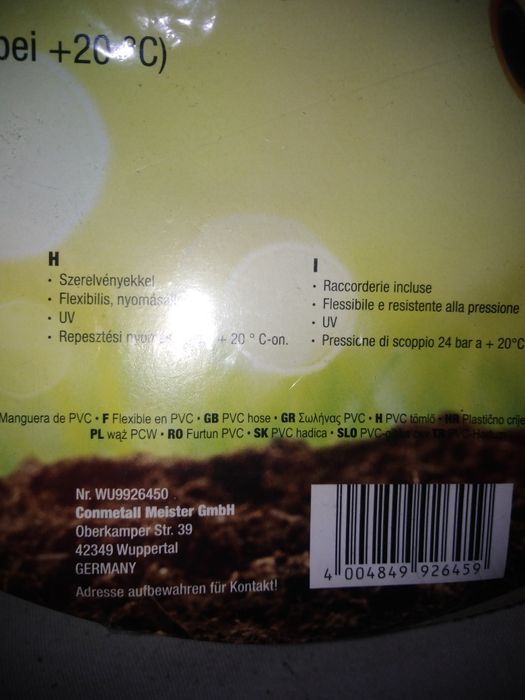 bei +20 °C)
H
• Szerelvényekkel
• Flexibilis,
• UV
• Repesztési + 20 ° C-on.
I
• Raccorderie incluse
• Flessibile e resistente alla pressione
• UV
• Pressione di scoppio 24 bar a + 20°C
Manguera de PVC • F Flexible en PVC • GB PVC hose • GR Σωλήνας PVC • H PVC tömlő • HR Plastično
PL wąż PCW • RO Furtun PVC • SK PVC hadica • SLO TR
Nr. WU9926450
Conmetall Meister GmbH
Oberkamper Str. 39
42349 Wuppertal
GERMANY
Adresse aufbewahren für Kontakt!
4 004849 926459